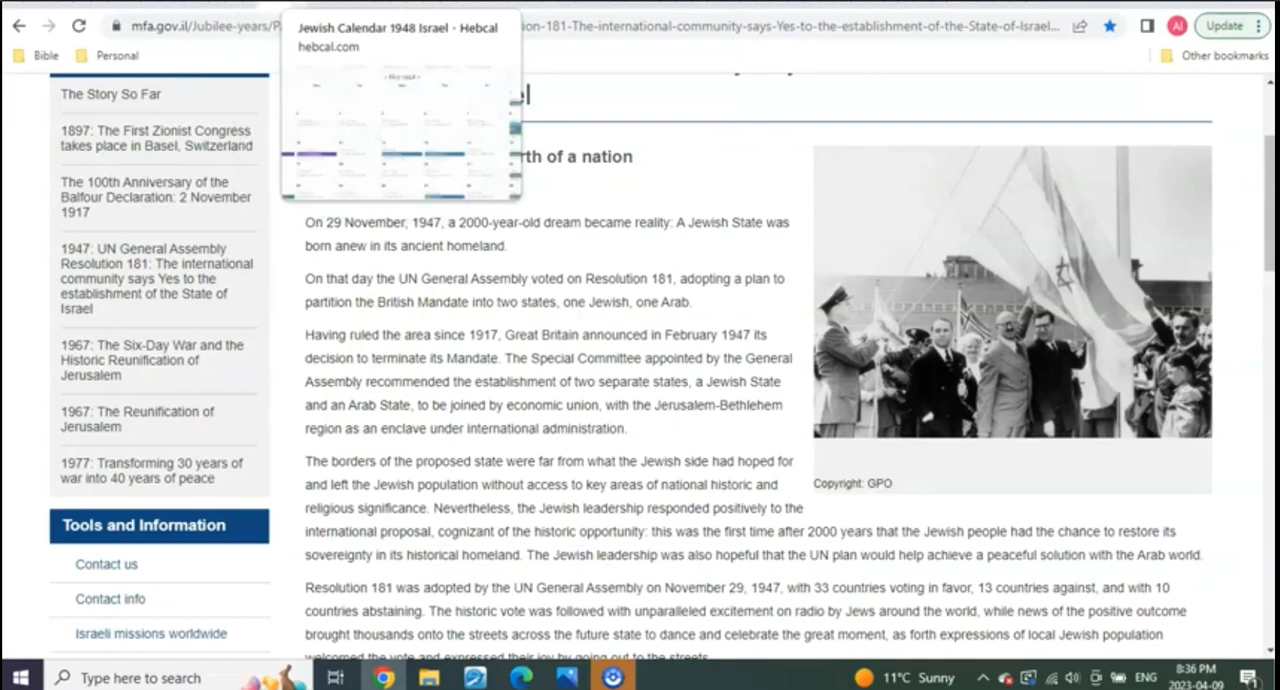 mfa.gov.il/Jubilee-years/P
on-181-The-international-community-says-Yes-to-the-establishment-of-the-State-of-Israel...
AI
Update
Jewish Calendar 1948 Israel - Hebcal
hebcal.com
Bible
Personal
Other bookmarks
The Story So Far
1897: The First Zionist Congress
takes place in Basel, Switzerland
The 100th Anniversary of the
Balfour Declaration: 2 November
1917
1947: UN General Assembly
Resolution 181: The international
community says Yes to the
establishment of the State of
Israel
1967: The Six-Day War and the
Historic Reunification of
Jerusalem
1967: The Reunification of
Jerusalem
1977: Transforming 30 years of
war into 40 years of peace
Tools and Information
Contact us
Contact info
Israeli missions worldwide
el
rth of a nation
On 29 November, 1947, a 2000-year-old dream became reality: A Jewish State was
born anew in its ancient homeland.
On that day the UN General Assembly voted on Resolution 181, adopting a plan to
partition the British Mandate into two states, one Jewish, one Arab.
Having ruled the area since 1917, Great Britain announced in February 1947 its
decision to terminate its Mandate. The Special Committee appointed by the General
Assembly recommended the establishment of two separate states, a Jewish State
and an Arab State, to be joined by economic union, with the Jerusalem-Bethlehem
region as an enclave under international administration.
The borders of the proposed state were far from what the Jewish side had hoped for
and left the Jewish population without access to key areas of national historic and
religious significance. Nevertheless, the Jewish leadership responded positively to the
international proposal, cognizant of the historic opportunity: this was the first time after 2000 years that the Jewish people had the chance to restore its
sovereignty in its historical homeland. The Jewish leadership was also hopeful that the UN plan would help achieve a peaceful solution with the Arab world.
Resolution 181 was adopted by the UN General Assembly on November 29, 1947, with 33 countries voting in favor, 13 countries against, and with 10
countries abstaining. The historic vote was followed with unparalleled excitement on radio by Jews around the world, while news of the positive outcome
brought thousands onto the streets across the future state to dance and celebrate the great moment, as forth expressions of local Jewish population
welcomed the vote and expressed their joy by going out to the streets.
Copyright: GPO
Type here to search
11°C Sunny
ENG
8:36 PM
2023-04-09